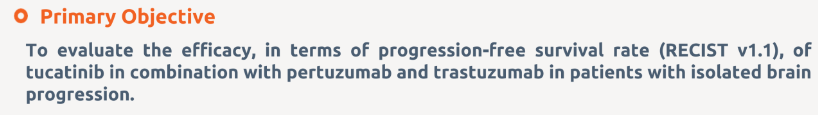 Primary Objective
To evaluate the efficacy, in terms of progression-free survival rate (RECIST v1.1), of
tucatinib in combination with pertuzumab and trastuzumab in patients with isolated brain
progression.